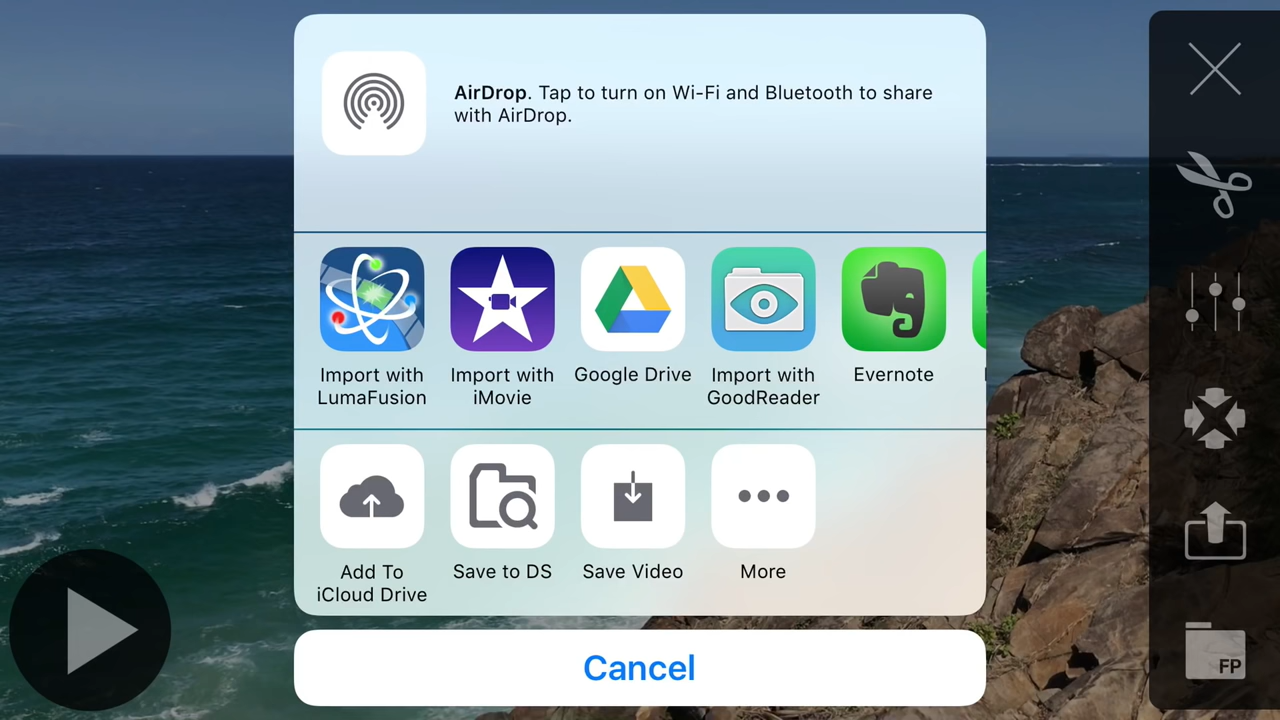 AirDrop. Tap to turn on Wi-Fi and Bluetooth to share
with AirDrop.
Import with
LumaFusion
Import with
iMovie
Google Drive
Import with
GoodReader
Evernote
Add To
iCloud Drive
Save to DS
Save Video
More
FP
Cancel